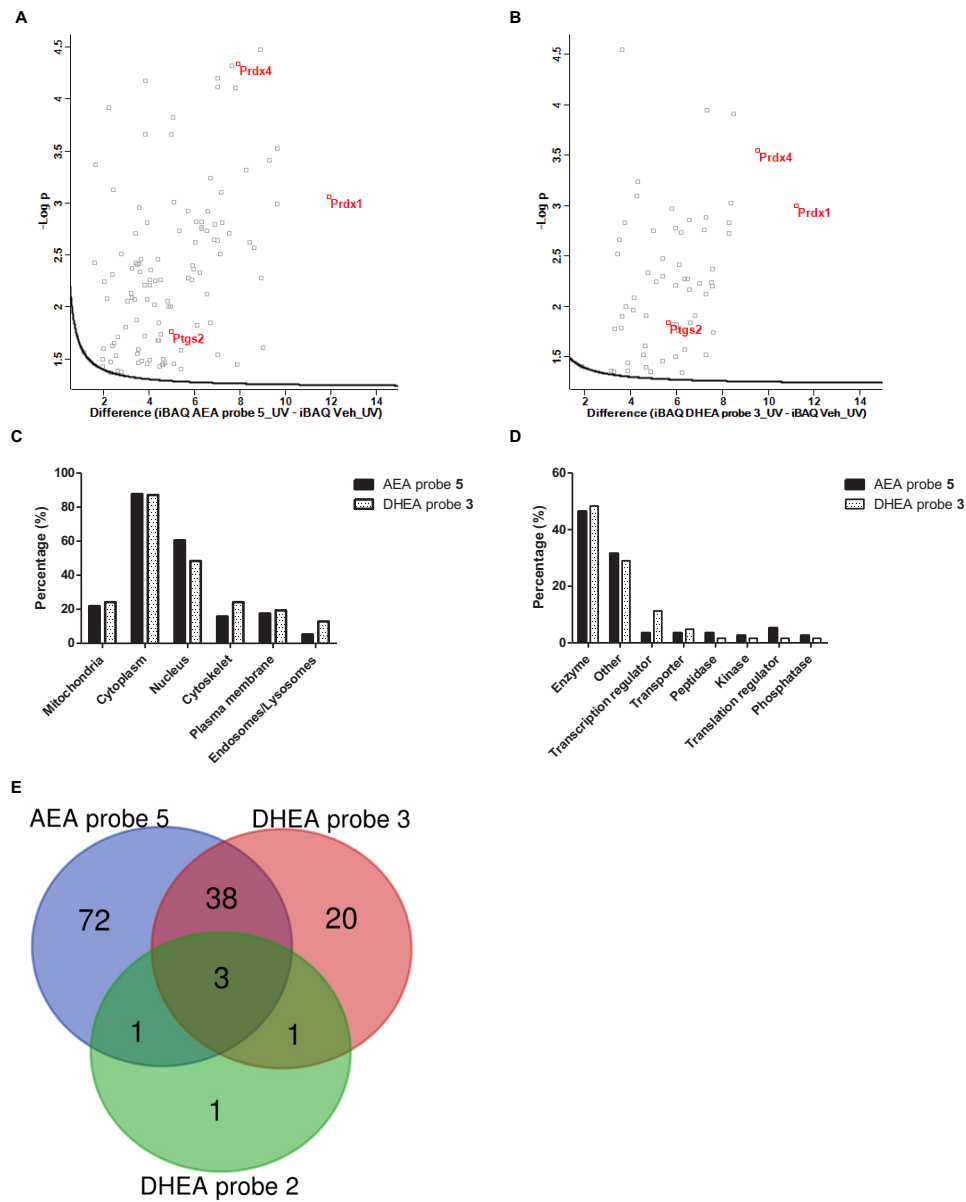 A
4.5
4
3.5
3
2.5
2
1.5
-Log P
Prdx4
Prdx1
Ptgs2
2 4 6 8 10 12 14
Difference (iBAQ AEA probe 5_UV - iBAQ Veh_UV)
B
4.5
4
3.5
3
2.5
2
1.5
-Log P
Prdx4
Prdx1
Ptgs2
2 4 6 8 10 12 14
Difference (iBAQ DHEA probe 3_UV - iBAQ Veh_UV)
C
100
80
60
40
20
0
Percentage (%)
AEA probe 5
DHEA probe 3
Mitochondria
Cytoplasm
Nucleus
Cytoskelet
Plasma membrane
Endosomes/Lysosomes
D
60
40
20
0
Percentage (%)
AEA probe 5
DHEA probe 3
Enzyme
Other
Transcription regulator
Transporter
Peptidase
Kinase
Translation regulator
Phosphatase
E
AEA probe 5
DHEA probe 3
72
38
20
3
1
1
1
DHEA probe 2